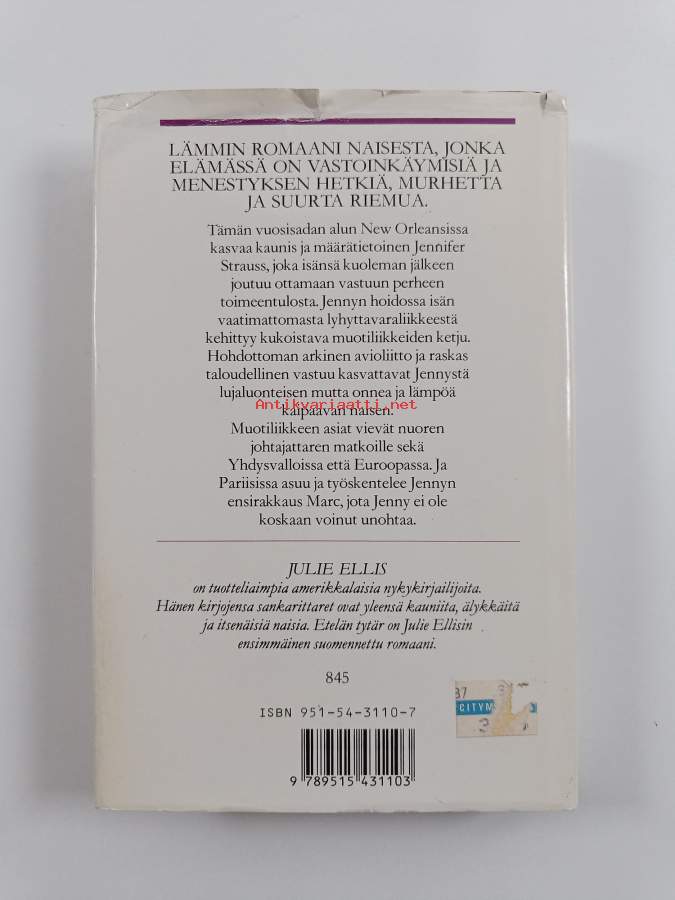 LÄMMIN ROMAANI NAISESTA, JONKA
ELÄMÄSSÄ ON VASTOINKÄYMISIÄ JA
MENESTYKSEN HETKIÄ, MURHETTA
JA SUURTA RIEMUA.
Tämän vuosisadan alun New Orleansissa
kasvaa kaunis ja määrätietoinen Jennifer
Strauss, joka isänsä kuoleman jälkeen
joutuu ottamaan vastuun perheen
toimeentulosta. Jennyn hoidossa isän
vaatimattomasta lyhyttavaraliikkeestä
kehittyy kukoistava muotiliikkeiden ketju.
Hohdottoman arkinen avioliitto ja raskas
taloudellinen vastuu kasvattavat Jennystä
lujaluonteisen mutta onnea ja lämpöä
Antikvariaatti.net
kaipaavan naisen.
Muotiliikkeen asiat vievät nuoren
johtajattaren matkoille sekä
Yhdysvalloissa että Euroopassa. Ja
Pariisissa asuu ja työskentelee Jennyn
ensirakkaus Marc, jota Jenny ei ole
koskaan voinut unohtaa.
JULIE ELLIS
on tuotteliaimpia amerikkalaisia nykykirjailijoita.
Hänen kirjojensa sankarittaret ovat yleensä kauniita, älykkäitä
ja itsenäisiä naisia. Etelän tytär on Julie Ellisin
ensimmäinen suomennettu romaani.
845
ISBN 951-54-3110-7
9 789515 431103